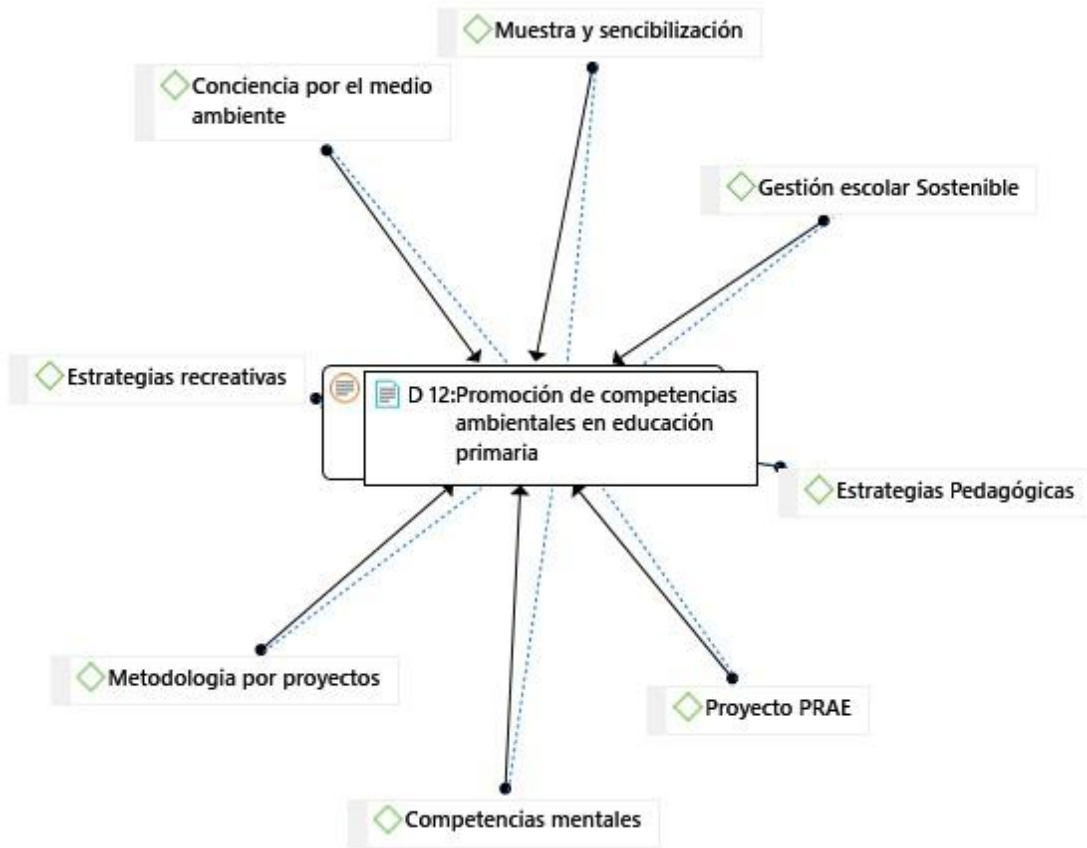 Muestra y sencibilización
Conciencia por el medio
ambiente
Gestión escolar Sostenible
Estrategias recreativas
D 12:Promoción de competencias
ambientales en educación
primaria
Estrategias Pedagógicas
Metodologia por proyectos
Proyecto PRAE
Competencias mentales